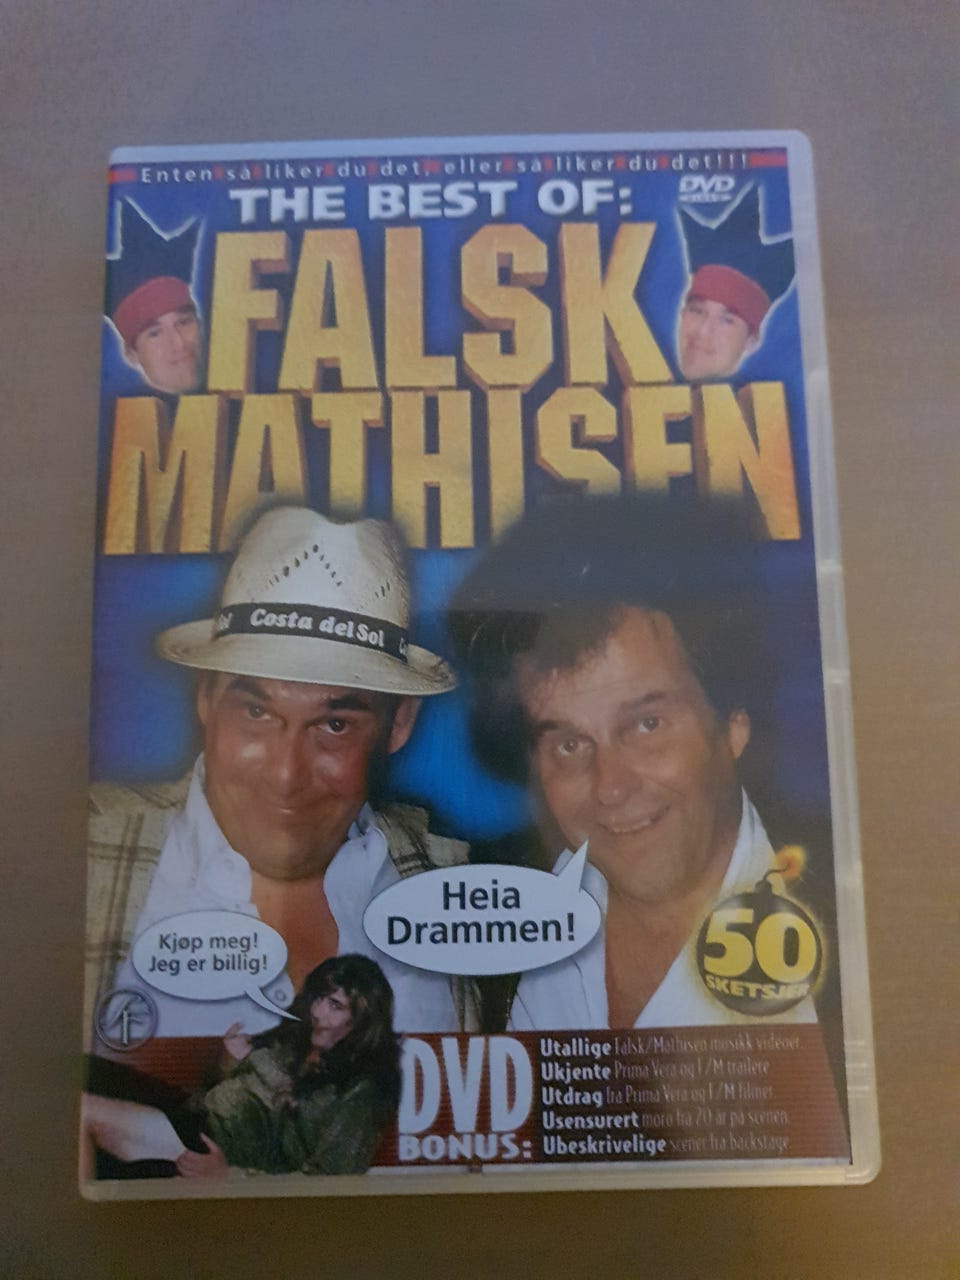 Enten så liker du det, eller så liker du det!!!
THE BEST OF:
DVD
VIDEO
FALSK
MATHISEN
Costa del Sol
Heia
Drammen!
Kjøp meg!
Jeg er billig!
50
SKETSJER
DVD
BONUS:
Utallige Falsk/Mathisen musikk videoer.
Ukjente Prima Vera og F/M trailere
Utdrag fra Prima Vera og F/M filmer.
Usensurert moro fra 20 år på scenen.
Ubeskrivelige scener fra backstage